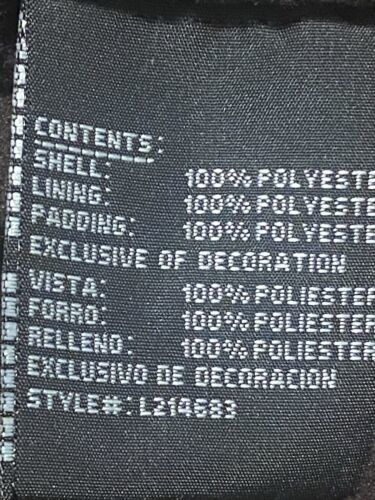 CONTENTS:
SHELL: 100% POLYESTE
LINING: 100% POLYESTE
PADDING: 100% POLYESTE
EXCLUSIVE OF DECORATION
VISTA: 100% POLIESTER
FORRO: 100% POLIESTER
RELLENO: 100% POLIESTER
EXCLUSIVO DE DECORACION
STYLE#: L214683